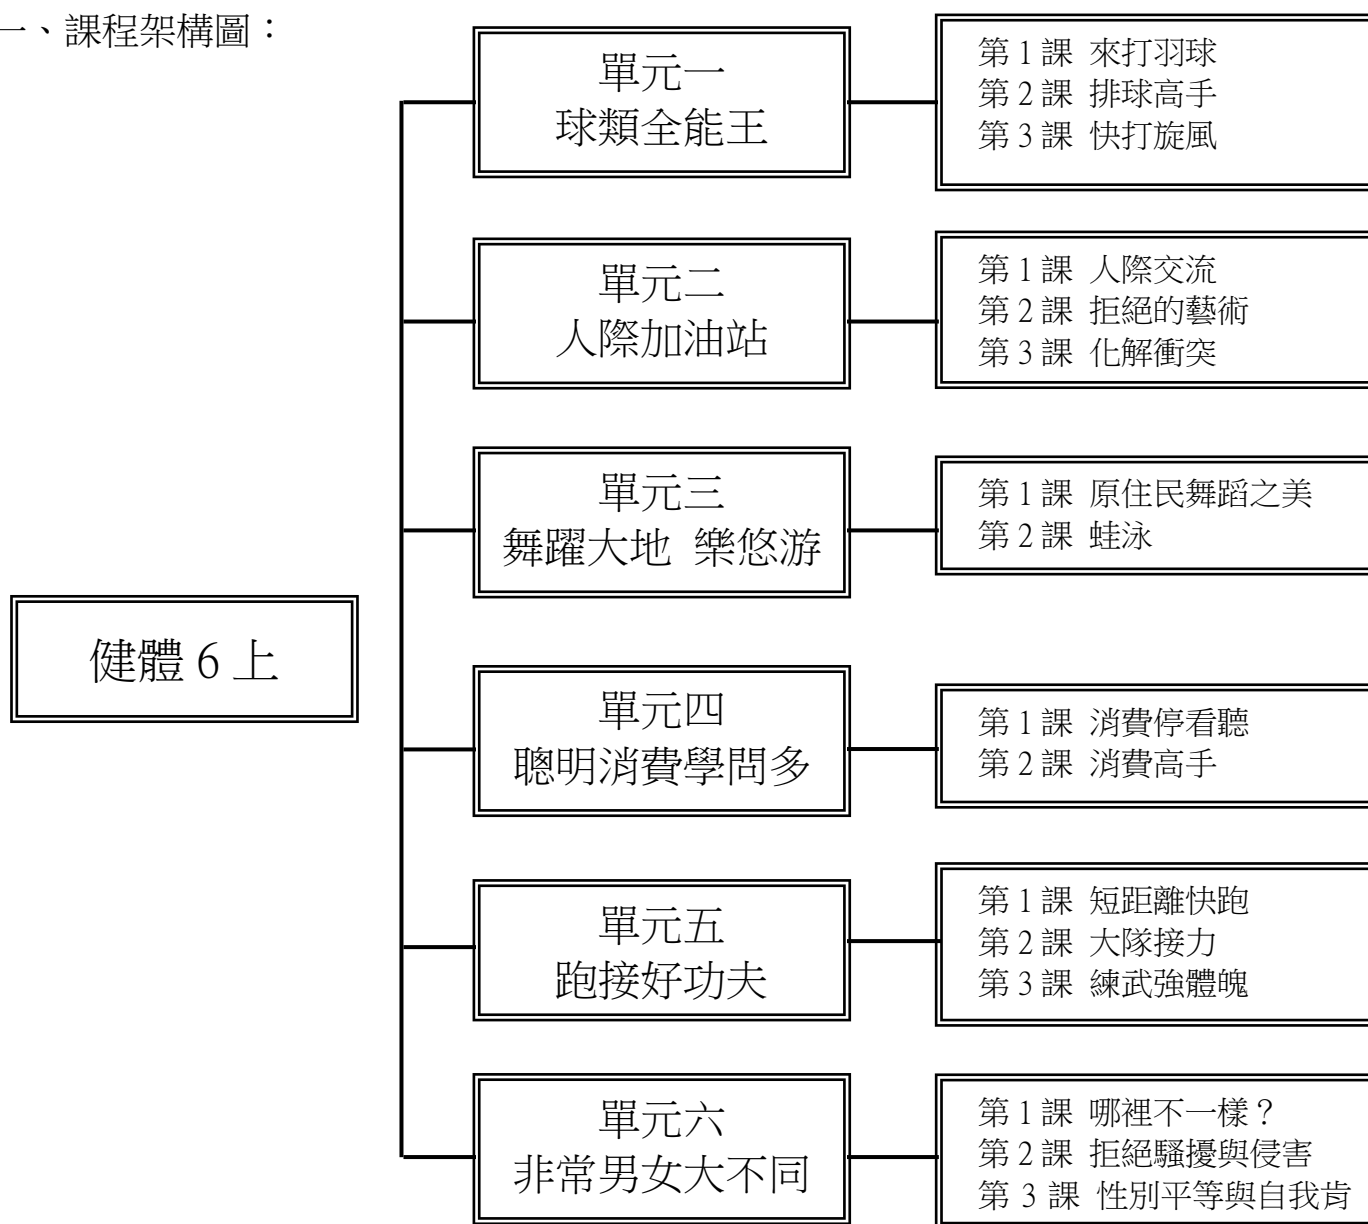 一、課程架構圖：
健體 6 上
單元一
球類全能王
第 1 課 來打羽球
第 2 課 排球高手
第 3 課 快打旋風
單元二
人際加油站
第 1 課 人際交流
第 2 課 拒絕的藝術
第 3 課 化解衝突
單元三
舞躍大地 樂悠游
第 1 課 原住民舞蹈之美
第 2 課 蛙泳
單元四
聰明消費學問多
第 1 課 消費停看聽
第 2 課 消費高手
單元五
跑接好功夫
第 1 課 短距離快跑
第 2 課 大隊接力
第 3 課 練武強體魄
單元六
非常男女大不同
第 1 課 哪裡不一樣？
第 2 課 拒絕騷擾與侵害
第 3 課 性別平等與自我肯